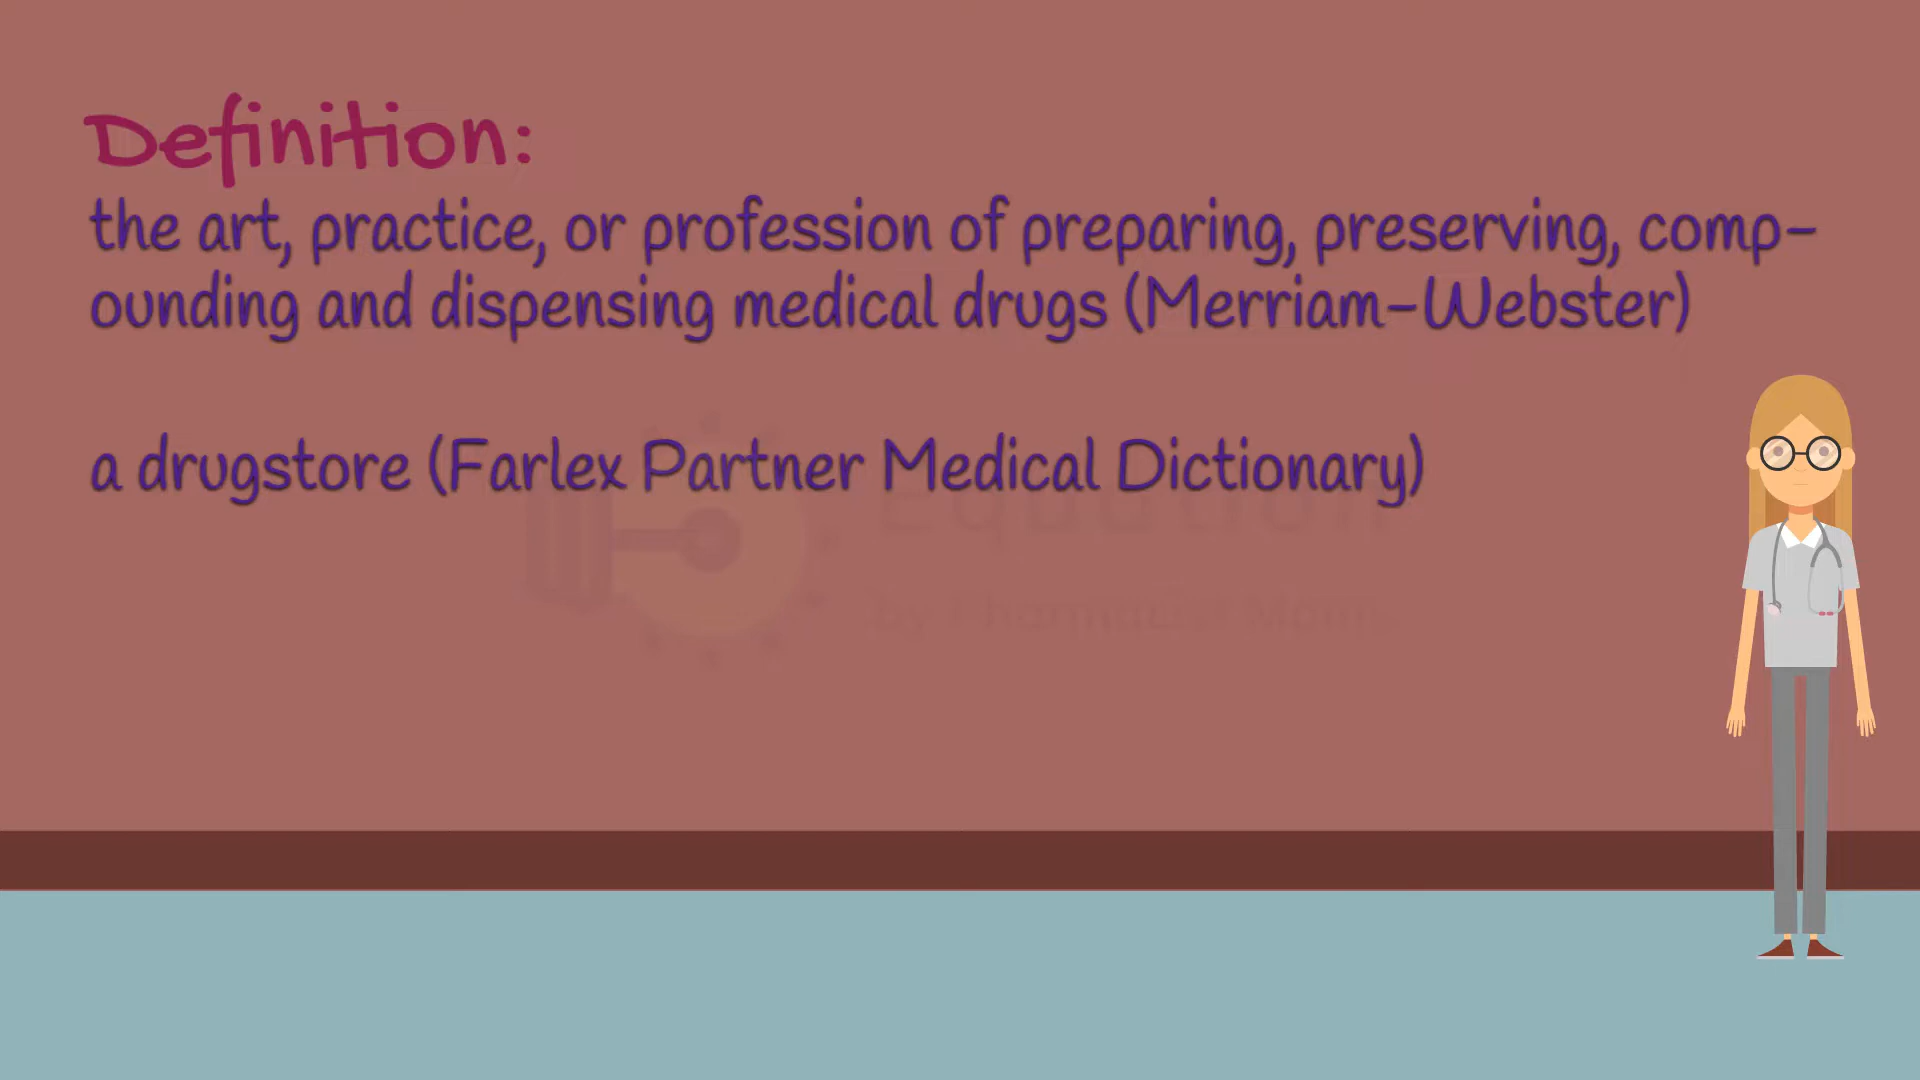 Definition:
the art, practice, or profession of preparing, preserving, comp-
ounding and dispensing medical drugs (Merriam-Webster)
a drugstore (Farlex Partner Medical Dictionary)